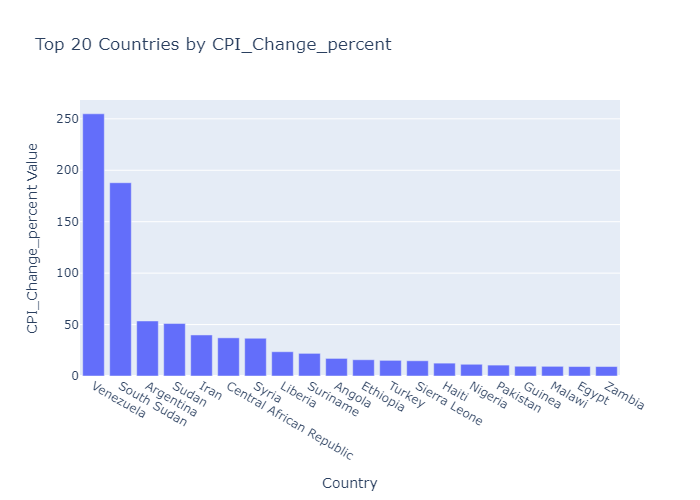 Top 20 Countries by CPI_Change_percent
CPI_Change_percent Value
250
200
150
100
50
0
Venezuela
South Sudan
Argentina
Sudan
Iran
Central African Republic
Syria
Liberia
Suriname
Angola
Ethiopia
Turkey
Sierra Leone
Haiti
Nigeria
Pakistan
Guinea
Malawi
Egypt
Zambia
Country